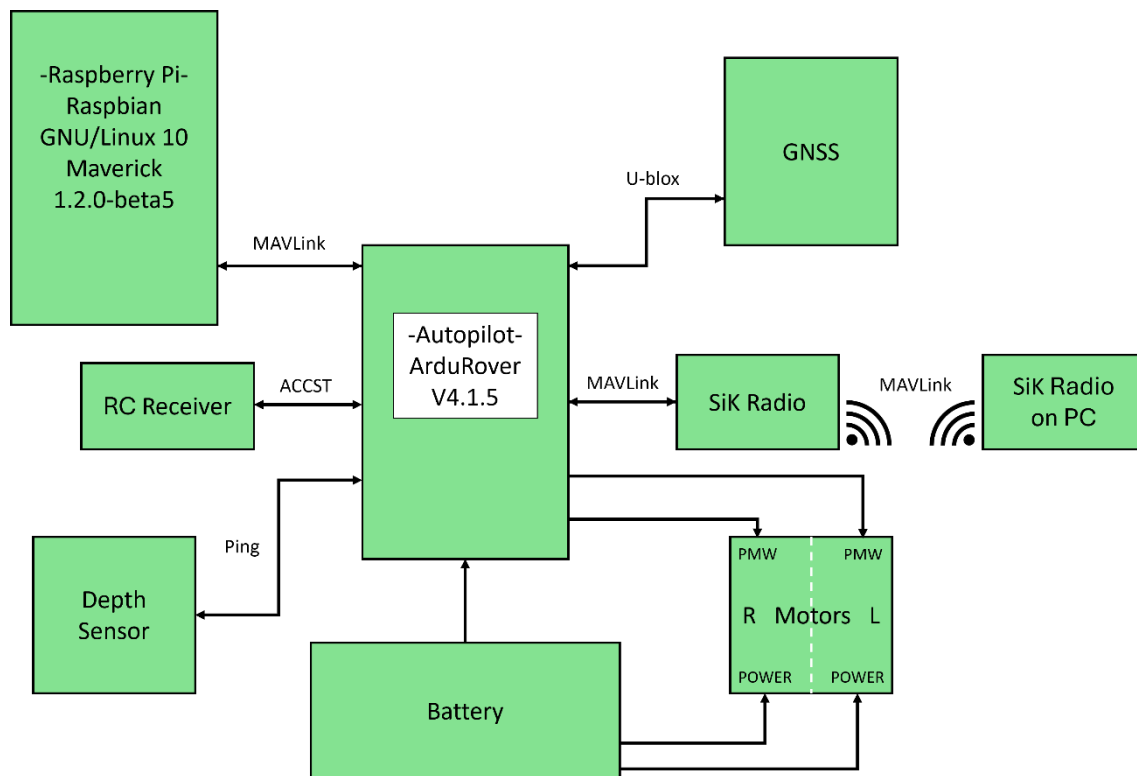 -Raspberry Pi-
Raspbian
GNU/Linux 10
Maverick
1.2.0-beta5
GNSS
U-blox
MAVLink
-Autopilot-
ArduRover
V4.1.5
RC Receiver
ACCST
MAVLink
SiK Radio
MAVLink
SiK Radio
on PC
Ping
Depth
Sensor
PMW
PMW
R Motors L
POWER
POWER
Battery